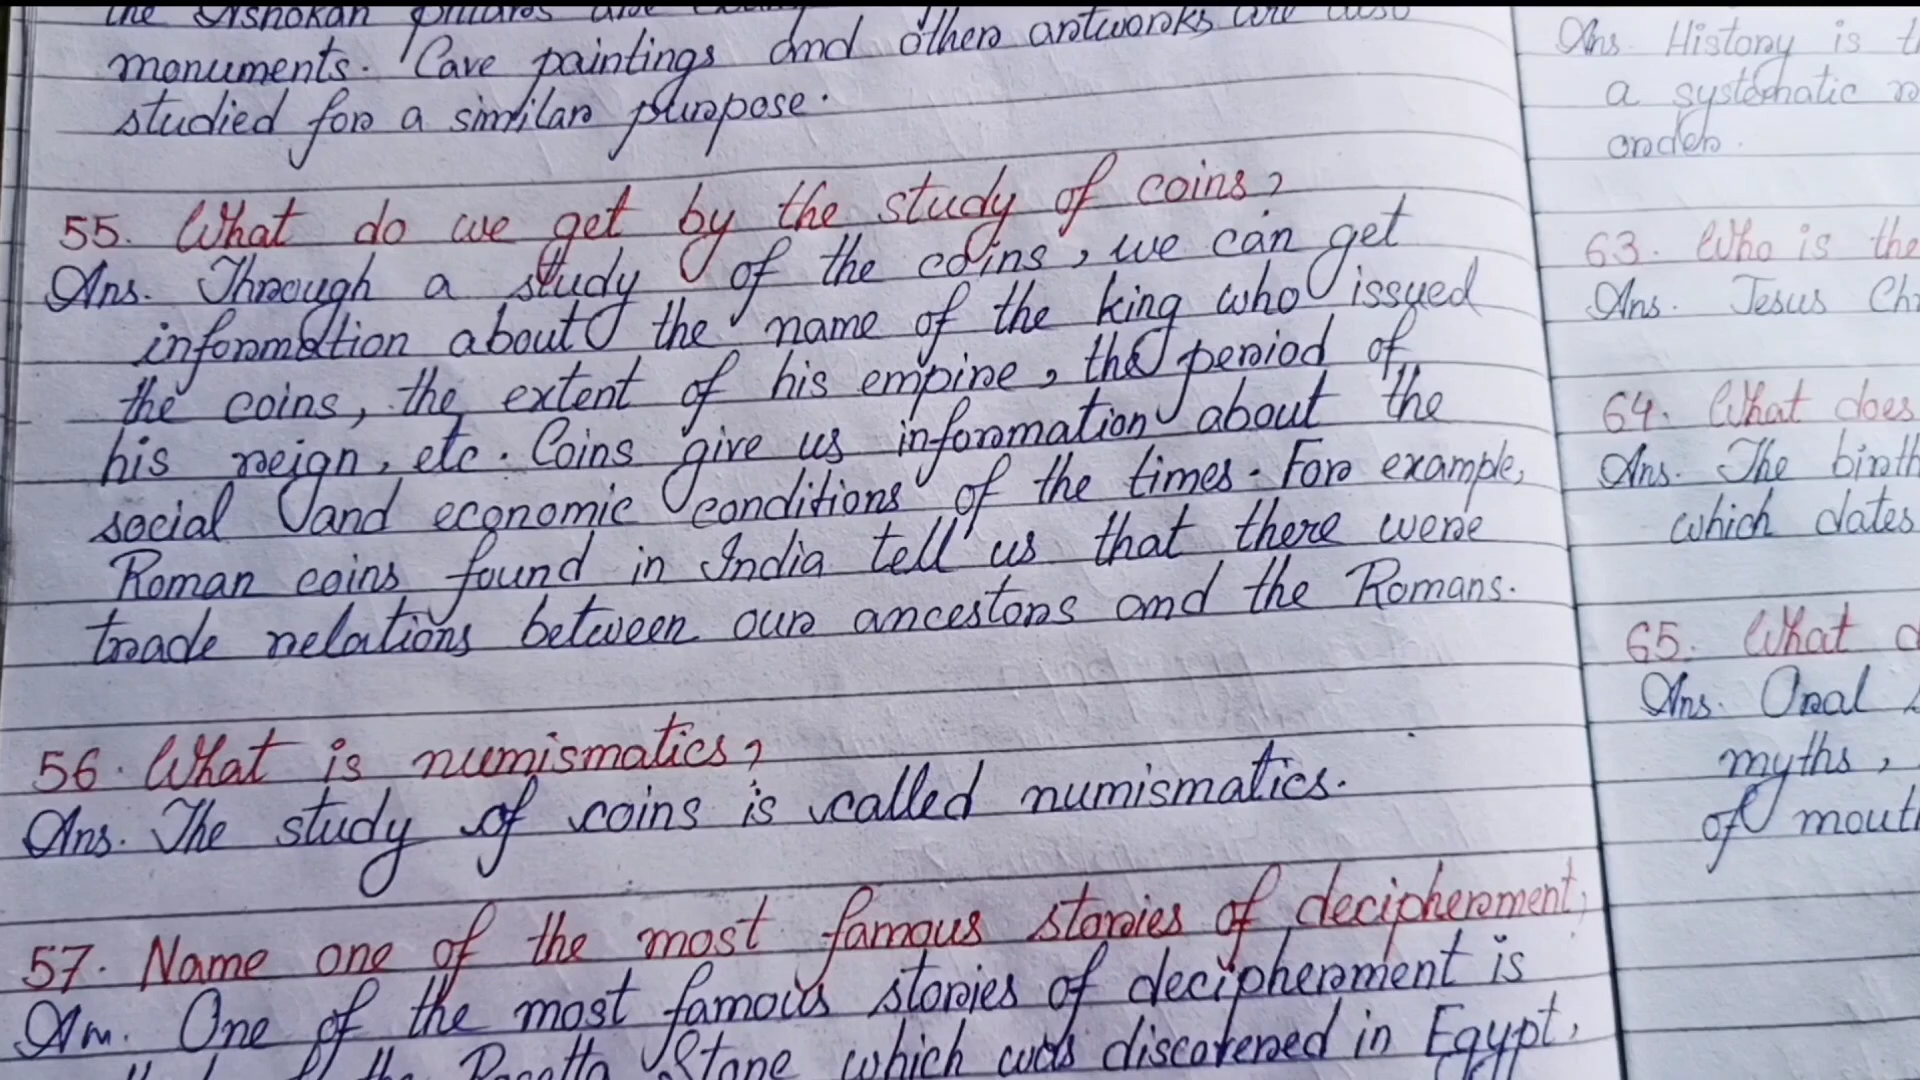 the Ashokan pillars are
monuments. Cave paintings and other artworks are also
studied for a similar purpose.
55. What do we get by the study of coins?
Ans. Through a study of the coins, we can get
information about the name of the king who issued
the coins, the extent of his empire, the period of
his reign, etc. Coins give us information about the
social and economic conditions of the times. For example,
Roman coins found in India tell us that there were
trade relations between our ancestors and the Romans.
56. What is numismatics?
Ans. The study of coins is called numismatics.
57. Name one of the most famous stories of decipherment.
Ans. One of the most famous stories of decipherment is
the Rosetta Stone which was discovered in Egypt.
Ans. History is
a systematic
order.
63. Who is the
Ans. Jesus
64. What does
Ans. The birth
which dates
65. What
Ans. Oral
myths,
of mouth